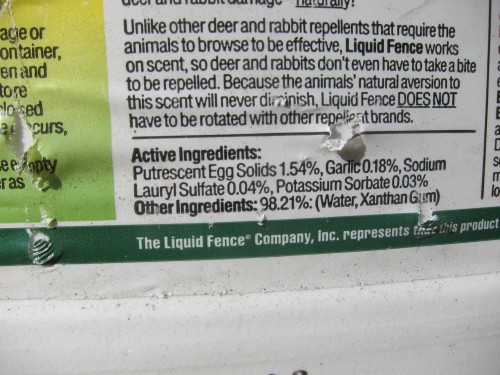 deer and rabbit damage naturally!
Unlike other deer and rabbit repellents that require the
animals to browse to be effective, Liquid Fence works
on scent, so deer and rabbits don't even have to take a bite
to be repelled. Because the animals' natural aversion to
this scent will never diminish, Liquid Fence DOES NOT
have to be rotated with other repellent brands.
Active Ingredients:
Putrescent Egg Solids 1.54%, Garlic 0.18%, Sodium
Lauryl Sulfate 0.04%, Potassium Sorbate 0.03%
Other Ingredients: 98.21%: (Water, Xanthan Gum)
The Liquid Fence® Company, Inc. represents that this product
age or
ontainer,
en and
tore
closed
occurs,
empty
er as